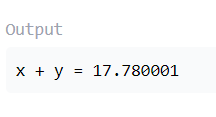 Output
x + y = 17.780001